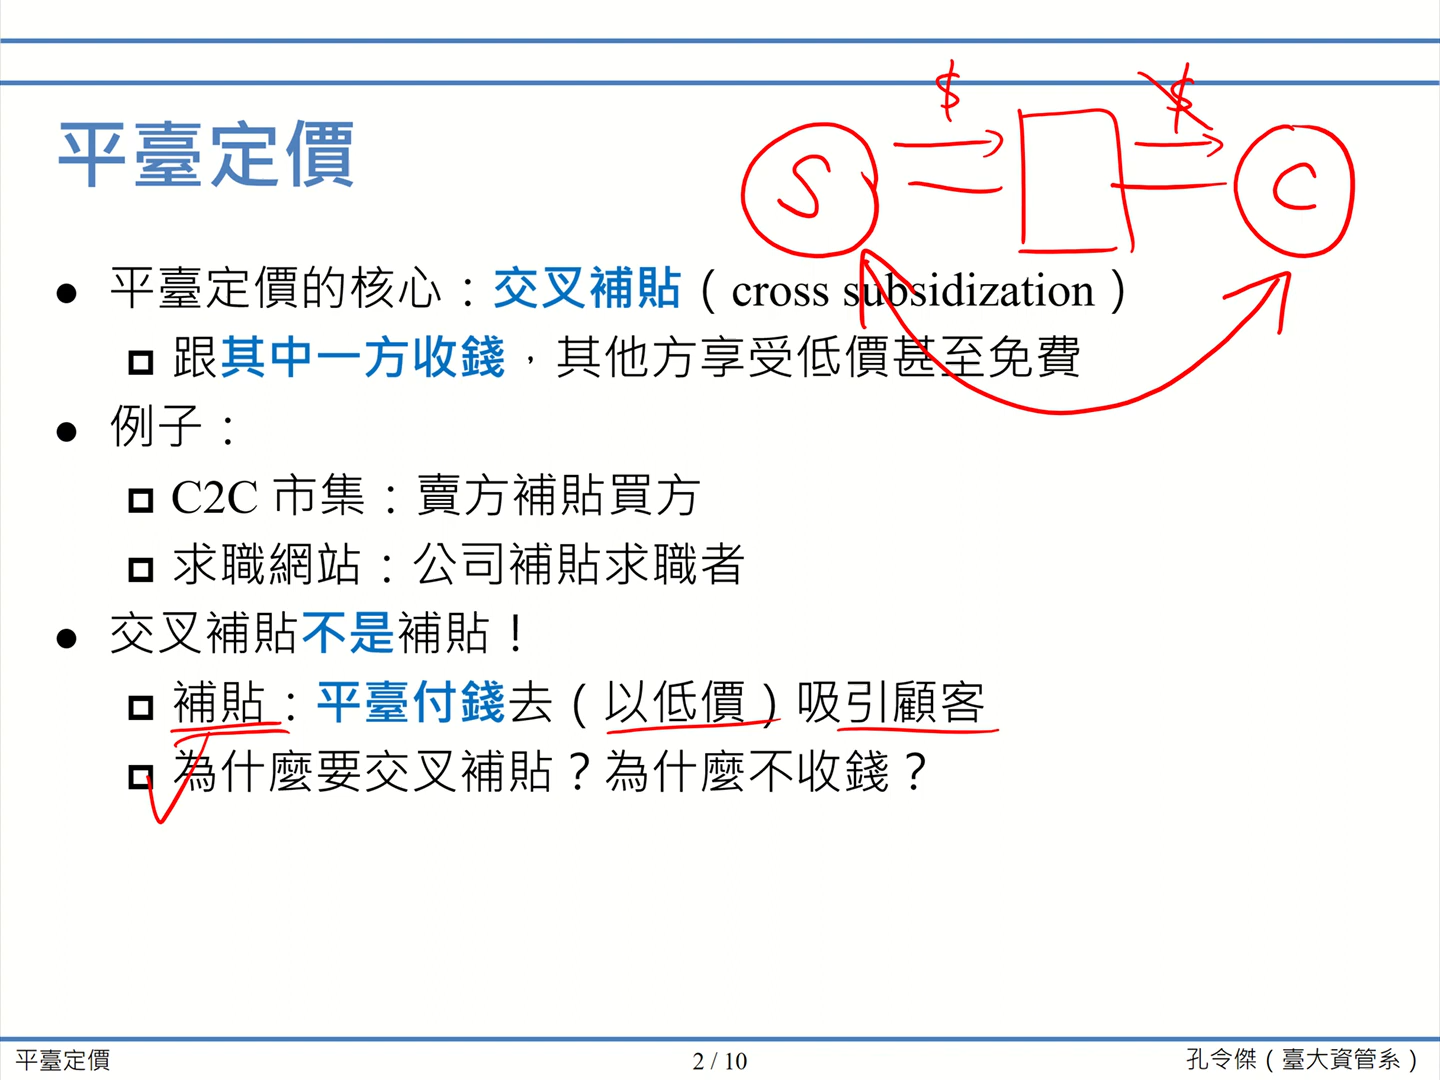 $ $
S C
平臺定價
● 平臺定價的核心：交叉補貼（cross subsidization）
跟其中一方收錢，其他方享受低價甚至免費
● 例子：
C2C 市集：賣方補貼買方
求職網站：公司補貼求職者
● 交叉補貼不是補貼！
補貼：平臺付錢去（以低價）吸引顧客
為什麼要交叉補貼？為什麼不收錢？
平臺定價
2 / 10
孔令傑（臺大資管系）